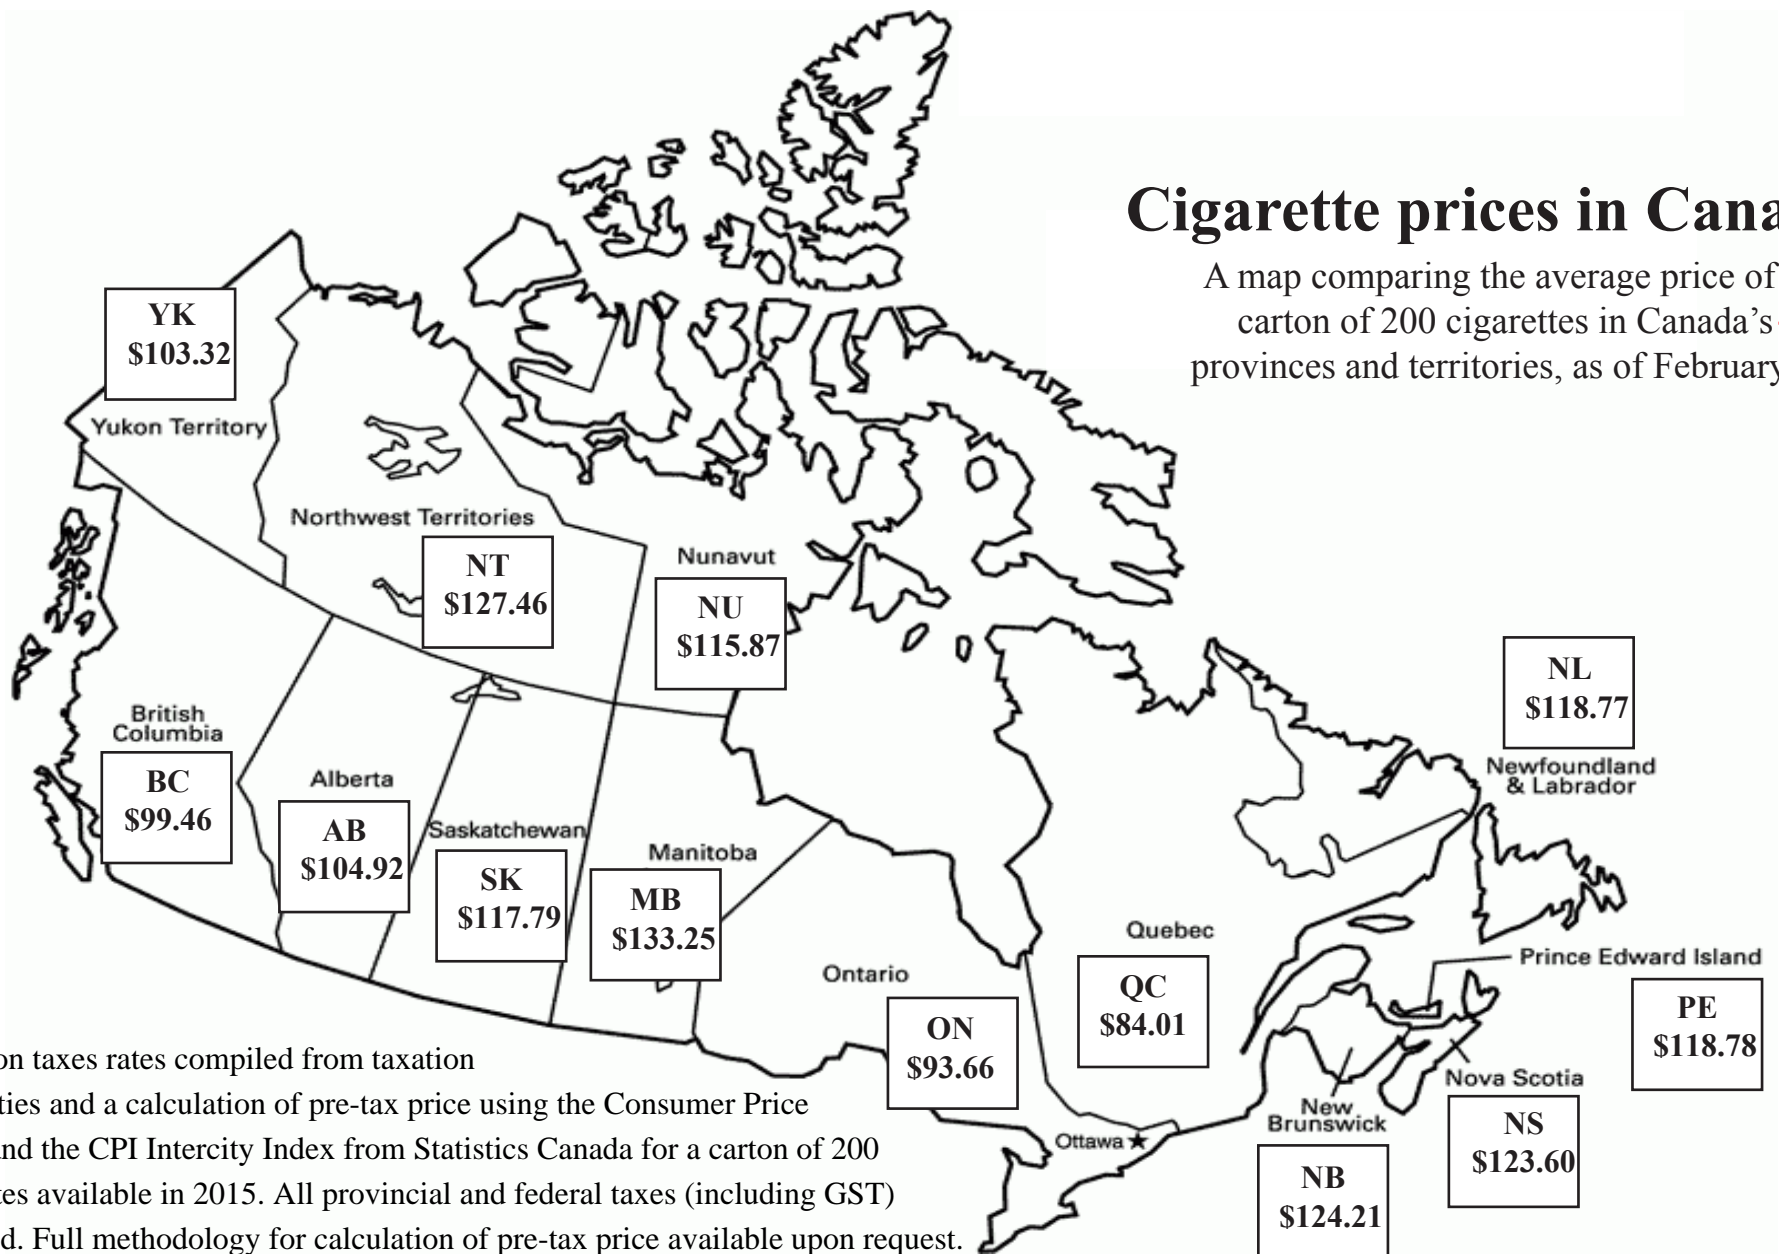 Cigarette prices in Cana
A map comparing the average price of
carton of 200 cigarettes in Canada’s
provinces and territories, as of February
YK
$103.32
Yukon Territory
Northwest Territories
NT
$127.46
Nunavut
NU
$115.87
NL
$118.77
Newfoundland
& Labrador
British
Columbia
BC
$99.46
Alberta
AB
$104.92
Saskatchewan
SK
$117.79
Manitoba
MB
$133.25
Ontario
ON
$93.66
Quebec
QC
$84.01
Prince Edward Island
PE
$118.78
Nova Scotia
NS
$123.60
New
Brunswick
NB
$124.21
Ottawa
on taxes rates compiled from taxation
ties and a calculation of pre-tax price using the Consumer Price
nd the CPI Intercity Index from Statistics Canada for a carton of 200
tes available in 2015. All provincial and federal taxes (including GST)
d. Full methodology for calculation of pre-tax price available upon request.